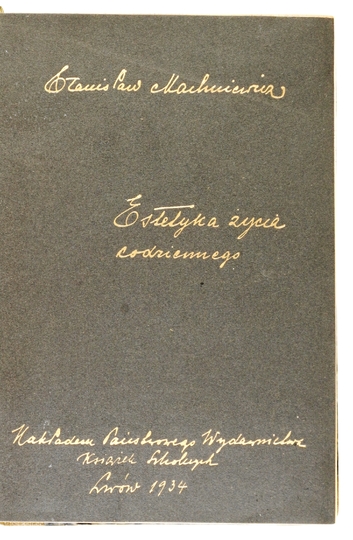 Stanisław Machniewicz
Estetyka życia
codziennego
Nakładem Państwowego Wydawnictwa
Książek Szkolnych
Lwów 1934